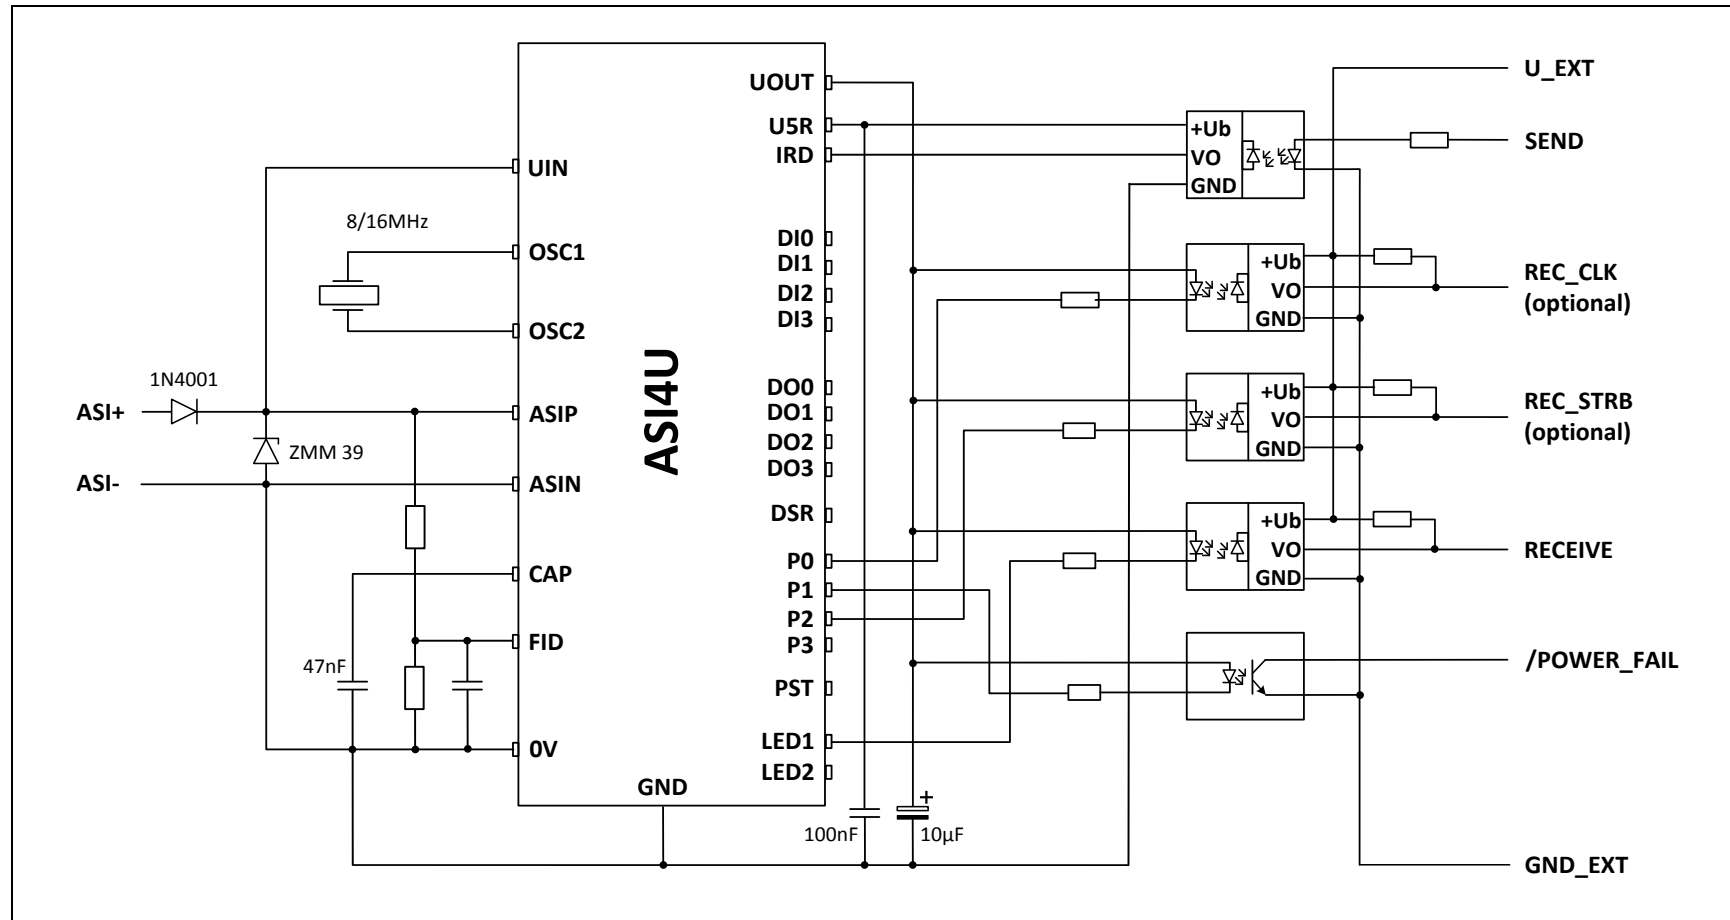 UOUT
U_EXT
U5R
+Ub
SEND
IRD
VO
UIN
GND
8/16MHz
DI0
OSC1
DI1
+Ub
REC_CLK
DI2
VO
(optional)
DI3
GND
OSC2
ASI4U
1N4001
DO0
+Ub
REC_STRB
ASI+
ASIP
DO1
VO
(optional)
DO2
GND
ZMM 39
DO3
ASI-
ASIN
DSR
+Ub
P0
VO
RECEIVE
CAP
P1
GND
P2
FID
P3
47nF
/POWER_FAIL
PST
0V
LED1
LED2
GND
+
100nF
10µF
GND_EXT